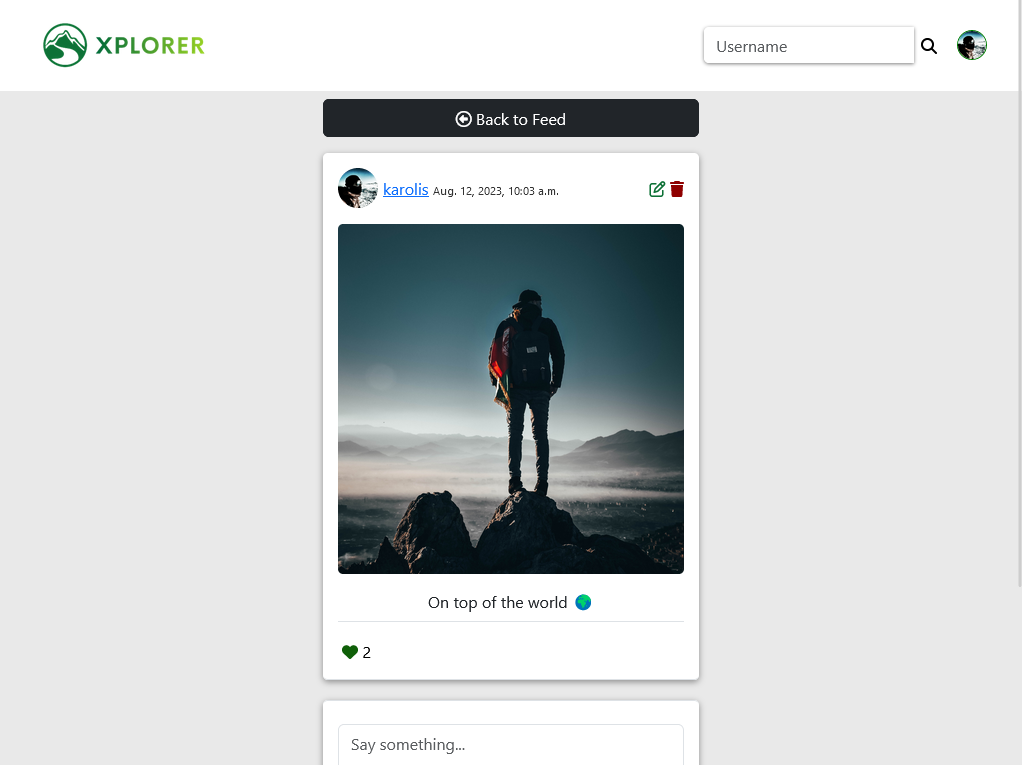 XPLORER
Username
Back to Feed
karolis Aug. 12, 2023, 10:03 a.m.
On top of the world 🌍
2
Say something...